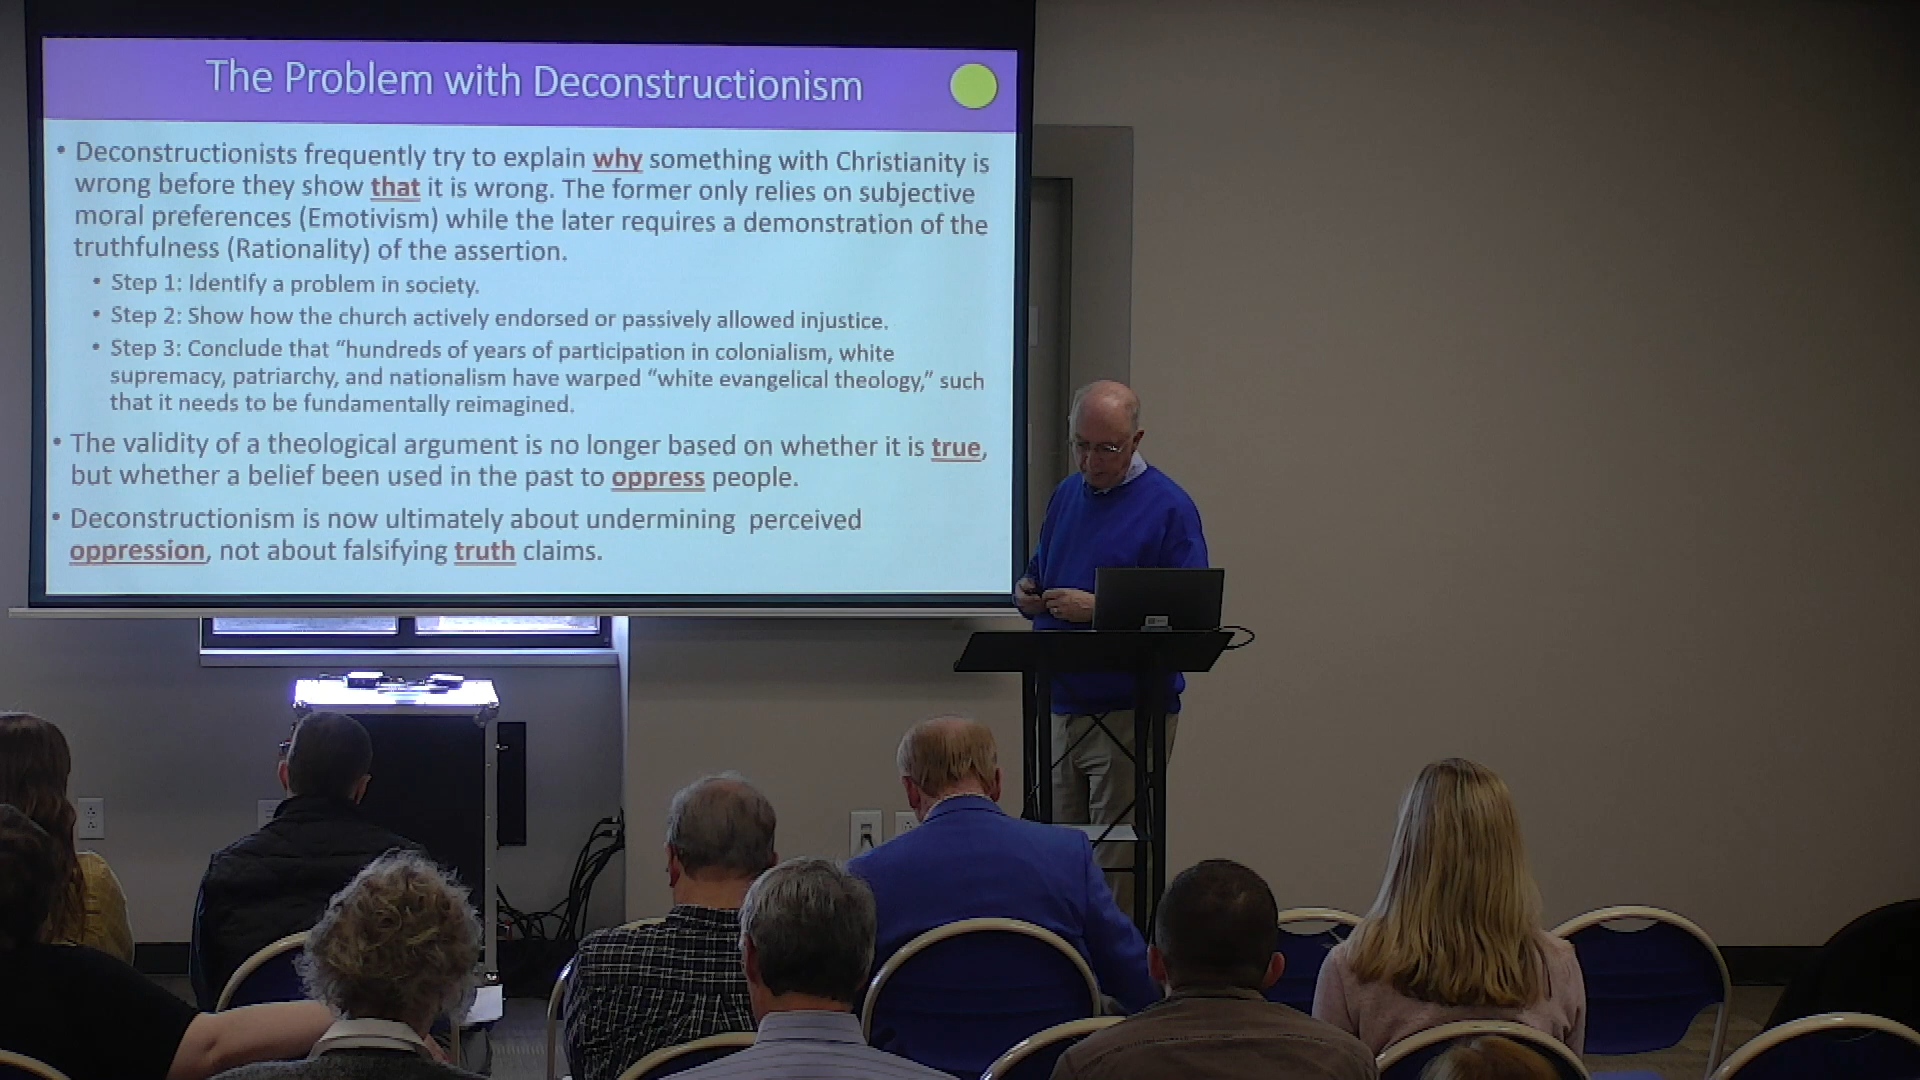 The Problem with Deconstructionism
• Deconstructionists frequently try to explain why something with Christianity is
wrong before they show that it is wrong. The former only relies on subjective
moral preferences (Emotivism) while the later requires a demonstration of the
truthfulness (Rationality) of the assertion.
• Step 1: Identify a problem in society.
• Step 2: Show how the church actively endorsed or passively allowed injustice.
• Step 3: Conclude that “hundreds of years of participation in colonialism, white
supremacy, patriarchy, and nationalism have warped “white evangelical theology,” such
that it needs to be fundamentally reimagined.
• The validity of a theological argument is no longer based on whether it is true,
but whether a belief been used in the past to oppress people.
• Deconstructionism is now ultimately about undermining perceived
oppression, not about falsifying truth claims.